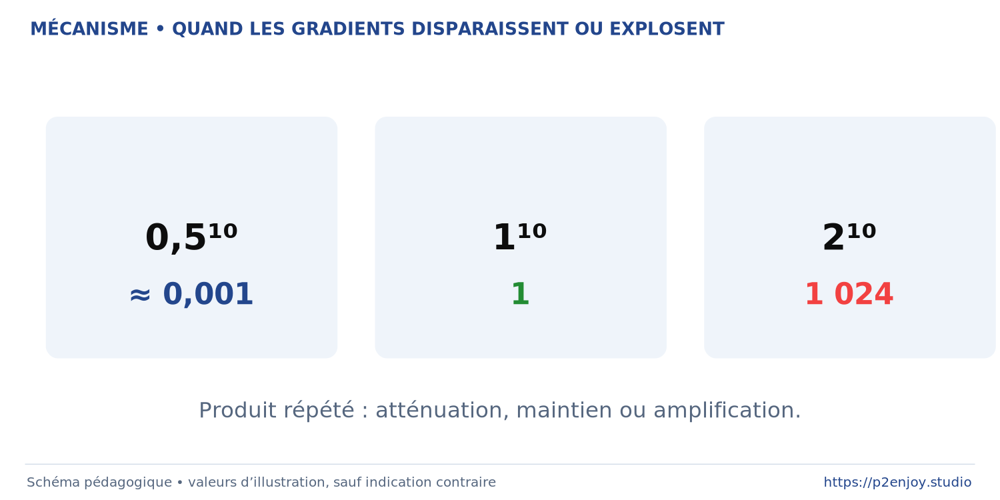 MÉCANISME • QUAND LES GRADIENTS DISPARAISSENT OU EXPLOSENT
0,5¹⁰
≈ 0,001
1¹⁰
1
2¹⁰
1 024
Produit répété : atténuation, maintien ou amplification.
Schéma pédagogique • valeurs d’illustration, sauf indication contraire
https://p2enjoy.studio